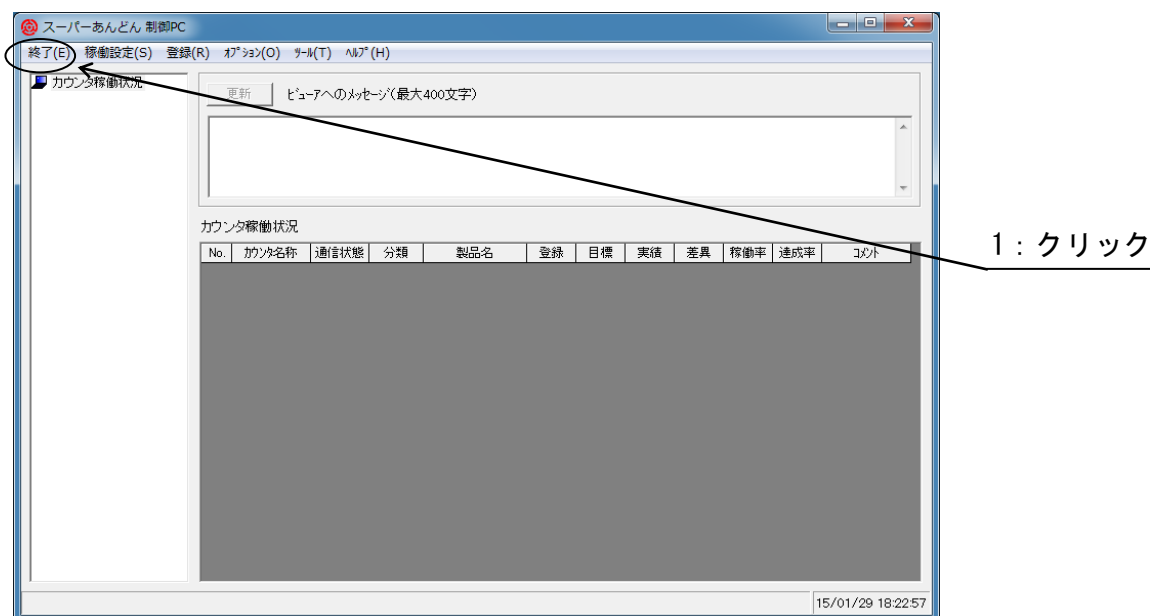 スーパーあんどん 制御PC
終了(E) 稼働設定(S) 登録(R) ｵﾌﾟｼｮﾝ(O) ﾂｰﾙ(T) ﾍﾙﾌﾟ(H)
カウンタ稼働状況
更新 ﾋﾞｭｰｱへのﾒｯｾｰｼﾞ(最大400文字)
カウンタ稼働状況
No. ｶｳﾝﾀ名称 通信状態 分類 製品名 登録 目標 実績 差異 稼働率 達成率 ｺﾒﾝﾄ
1：クリック
15/01/29 18:22:57